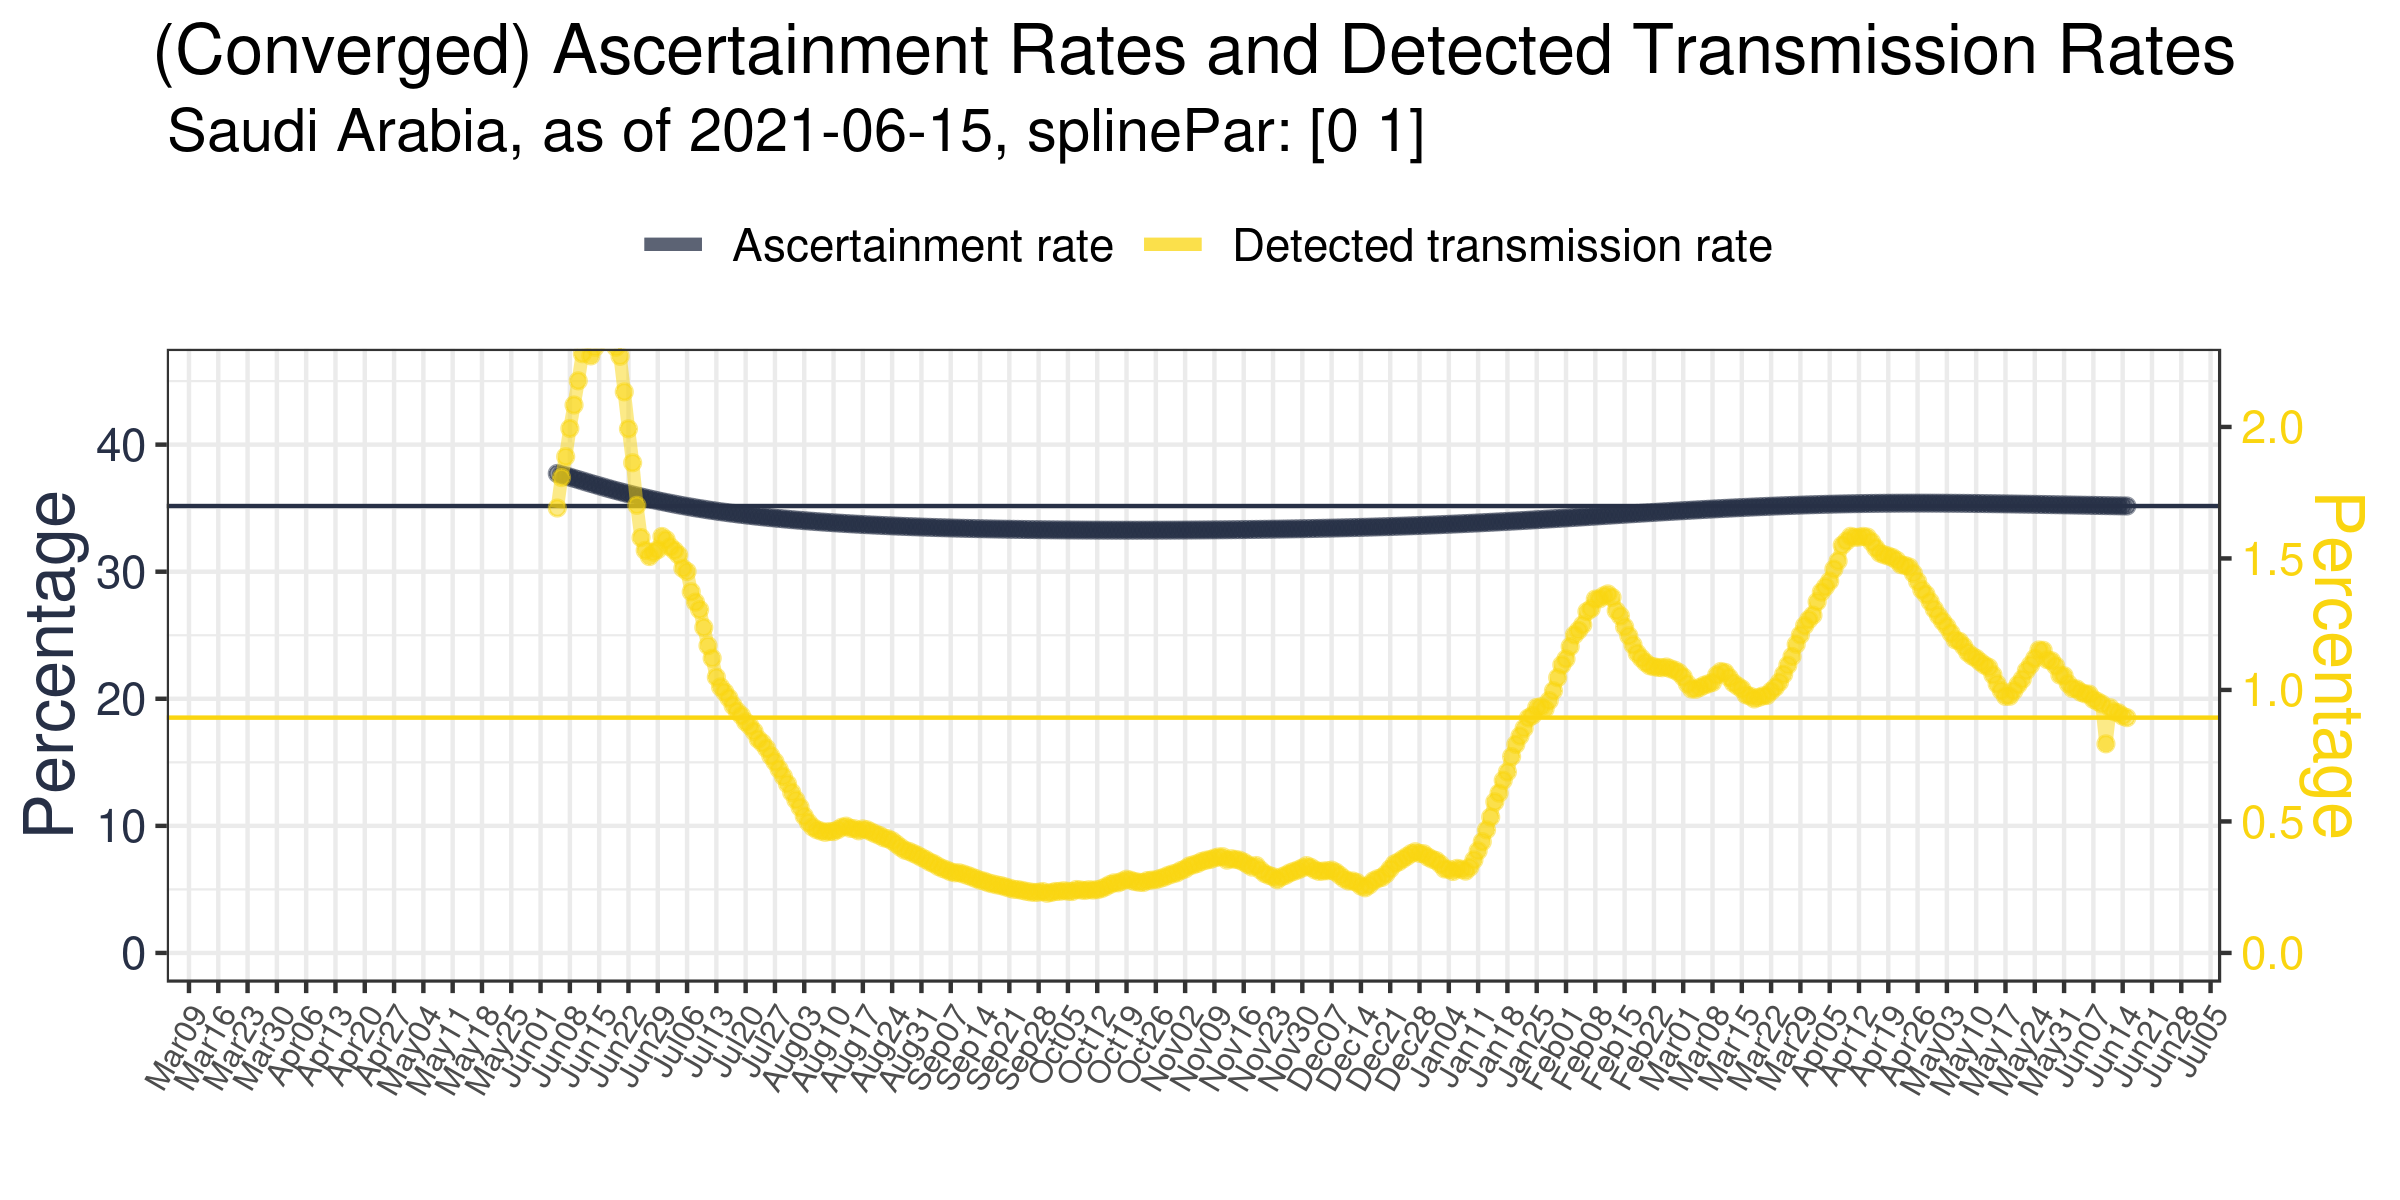 (Converged) Ascertainment Rates and Detected Transmission Rates
Saudi Arabia, as of 2021-06-15, splinePar: [0 1]
Ascertainment rate
Detected transmission rate
Percentage
40
30
20
10
0
2.0
1.5
1.0
0.5
0.0
Percentage
Mar09
Mar16
Mar23
Mar30
Apr06
Apr13
Apr20
Apr27
May04
May11
May18
May25
Jun01
Jun08
Jun15
Jun22
Jun29
Jul06
Jul13
Jul20
Jul27
Aug03
Aug10
Aug17
Aug24
Aug31
Sep07
Sep14
Sep21
Sep28
Oct05
Oct12
Oct19
Oct26
Nov02
Nov09
Nov16
Nov23
Nov30
Dec07
Dec14
Dec21
Dec28
Jan04
Jan11
Jan18
Jan25
Feb01
Feb08
Feb15
Feb22
Mar01
Mar08
Mar15
Mar22
Mar29
Apr05
Apr12
Apr19
Apr26
May03
May10
May17
May24
May31
Jun07
Jun14
Jun21
Jun28
Jul05